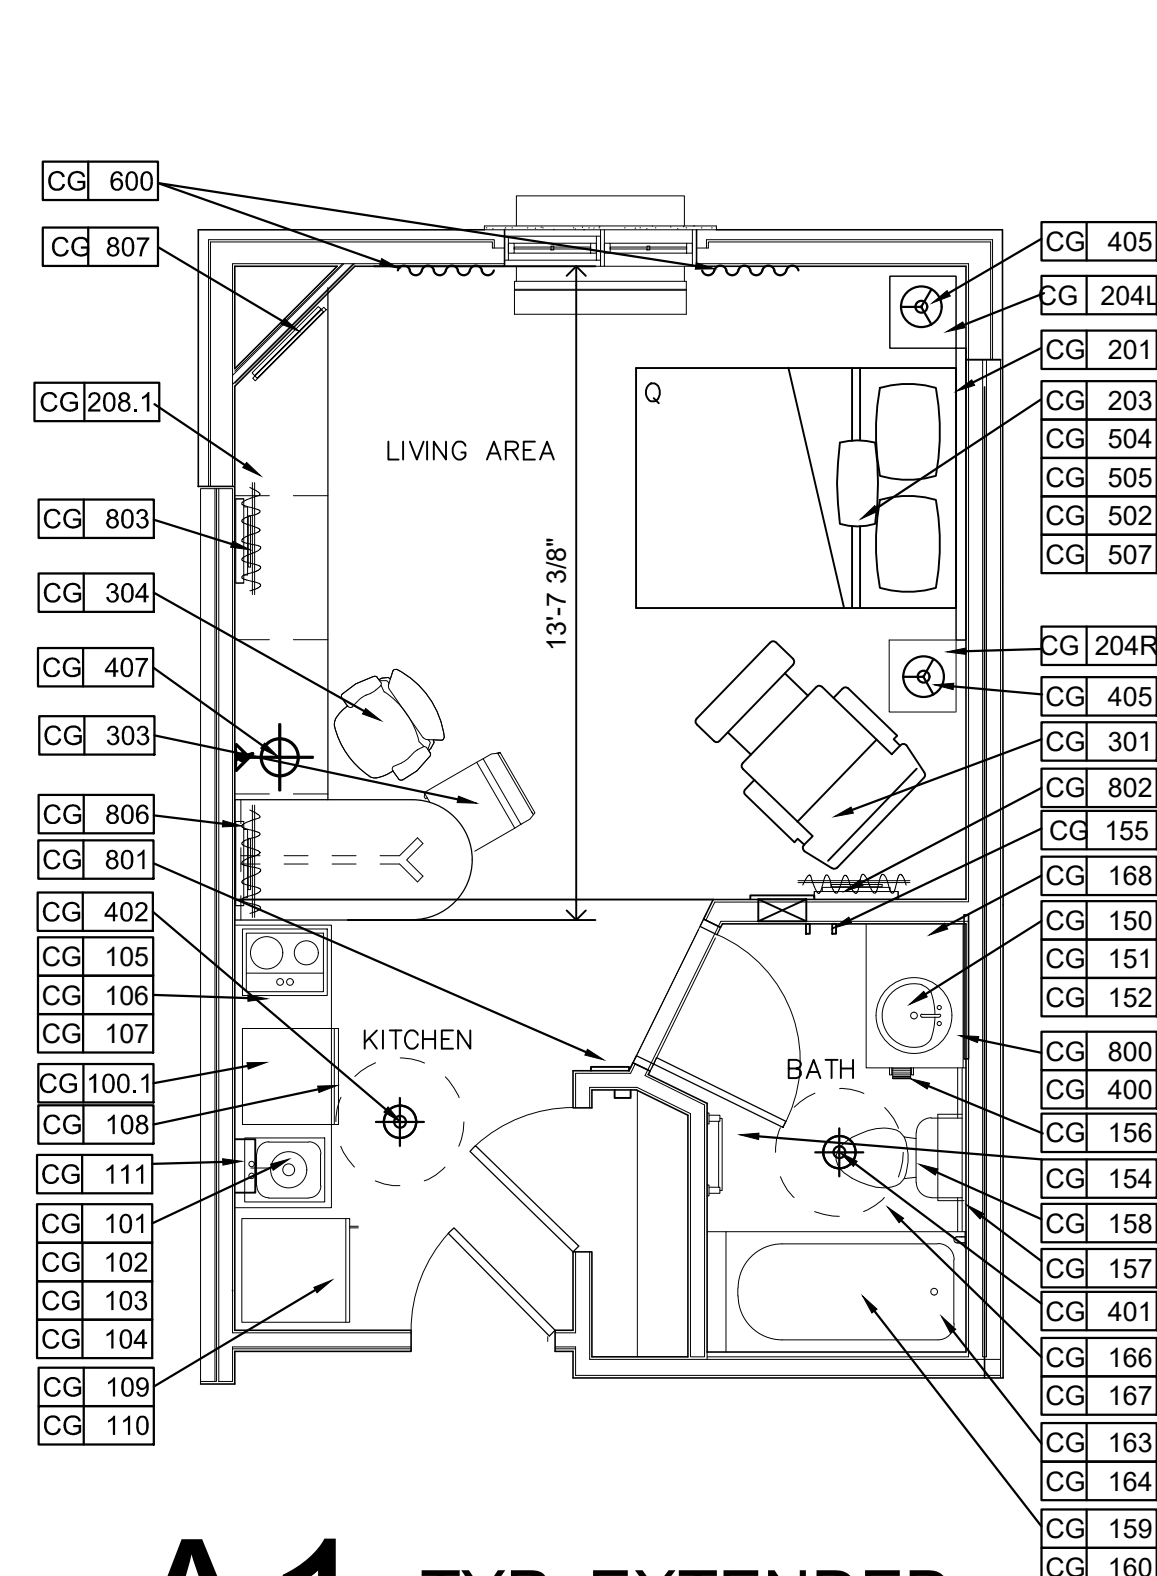 CG 600
CG 807
CG 208.1
CG 803
CG 304
CG 407
CG 303
CG 806
CG 801
CG 402
CG 105
CG 106
CG 107
CG 100.1
CG 108
CG 111
CG 101
CG 102
CG 103
CG 104
CG 109
CG 110
LIVING AREA
Q
13'-7 3/8"
KITCHEN
BATH
CG 405
CG 204L
CG 201
CG 203
CG 504
CG 505
CG 502
CG 507
CG 204R
CG 405
CG 301
CG 802
CG 155
CG 168
CG 150
CG 151
CG 152
CG 800
CG 400
CG 156
CG 154
CG 158
CG 157
CG 401
CG 166
CG 167
CG 163
CG 164
CG 159
CG 160
A.1 TYP. EXTENDED